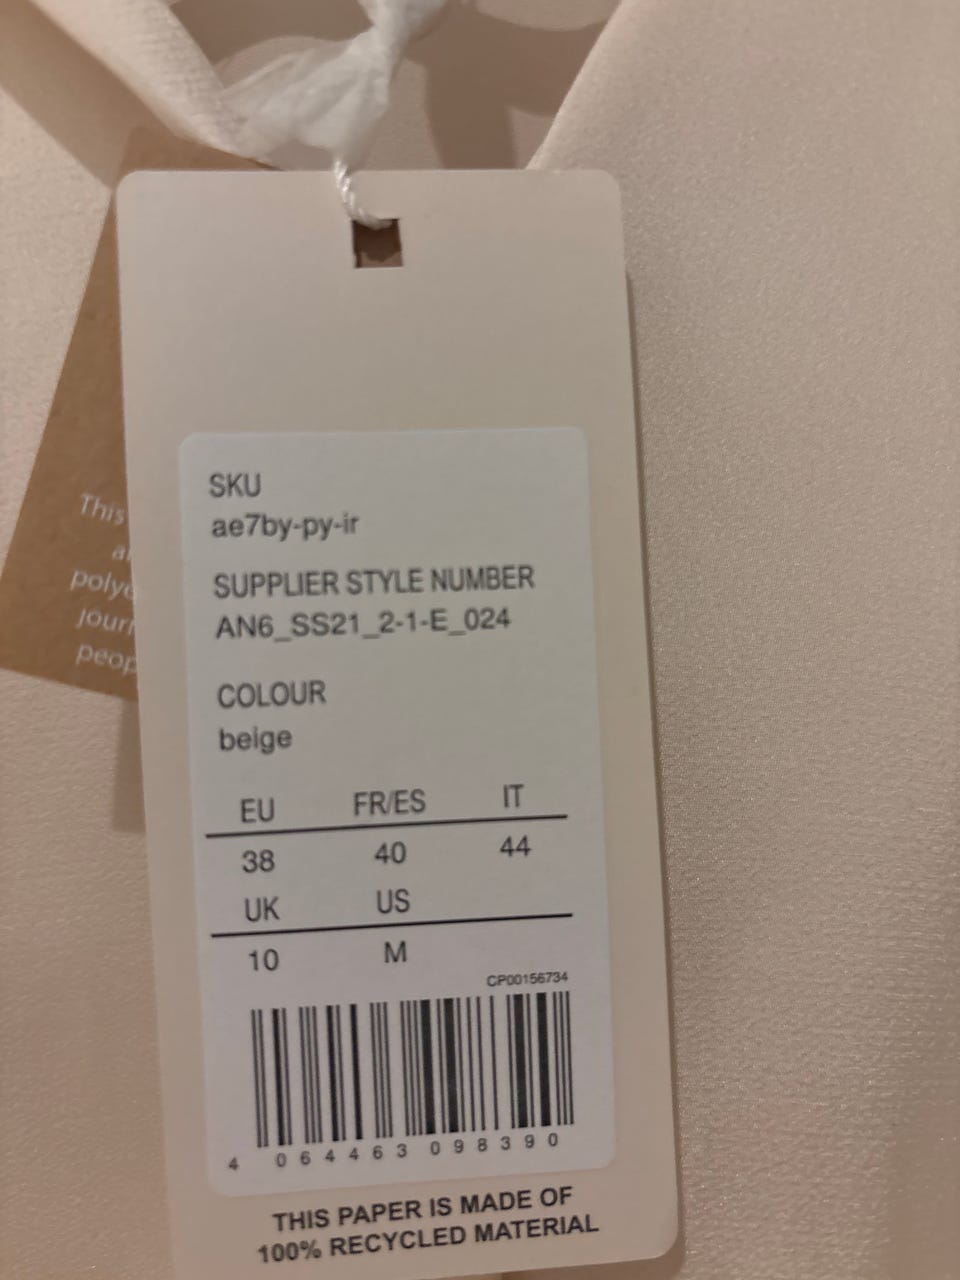 This
polye
journ
peop
SKU
ae7by-py-ir
SUPPLIER STYLE NUMBER
AN6_SS21_2-1-E_024
COLOUR
beige
EU FR/ES IT
38 40 44
UK US
10 M
CP00156734
4 064463 098390
THIS PAPER IS MADE OF
100% RECYCLED MATERIAL